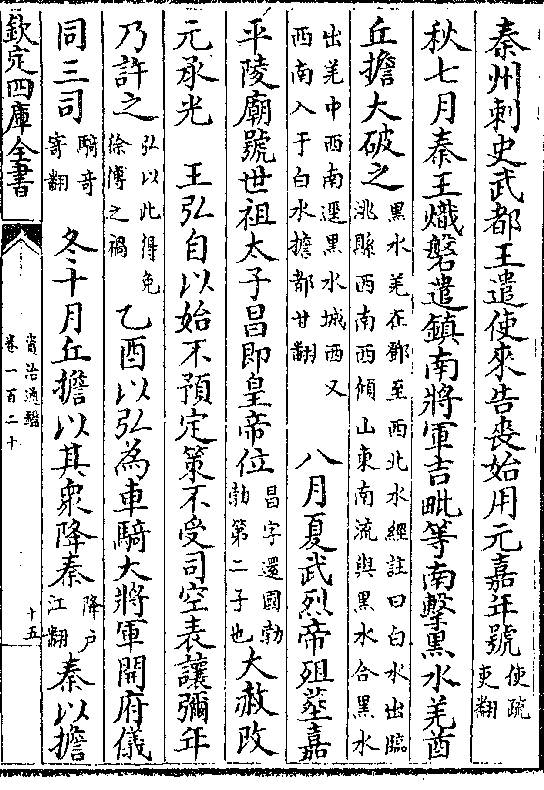 秦州刺史武都王遣使來告喪始用元嘉年號使疏吏翻
秋七月秦王熾磐遣鎮南將軍吉毗等南擊黑水羌酋
丘擔大破之黑水羌在鄧至西北水經註曰白水出臨洮縣西南西傾山東南流與黑水合黑水
出羌中西南逕黑水城西又西南入于白水擔都甘翻 八月夏武烈帝殂塟嘉
平陵廟號世祖太子昌即皇帝位昌字還國勃勃第二子也大赦改
元承光 王弘自以始不預定策不受司空表讓彌年
乃許之弘以此得免徐傅之禍 乙酉以弘為車騎大將軍開府儀
同三司騎奇寄翻 冬十月丘擔以其衆降秦降户江翻秦以擔
欽定四庫全書
資治通鑑
卷一百二十
十五